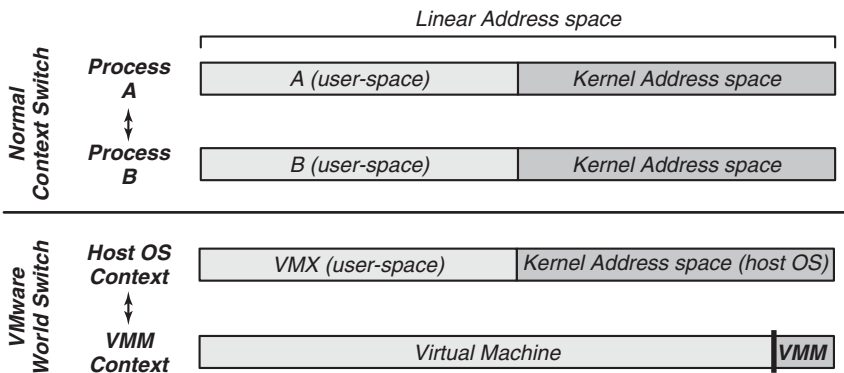 Linear Address space
Normal
Context Switch
Process
A
A (user-space)
Kernel Address space
Process
B
B (user-space)
Kernel Address space
VMware
World Switch
Host OS
Context
VMX (user-space)
Kernel Address space (host OS)
VMM
Context
Virtual Machine
VMM